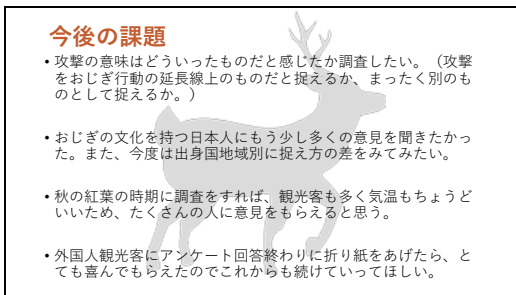 今後の課題
• 攻撃の意味はどういったものだと感じたか調査したい。（攻撃
をおじぎ行動の延長線上のものだと捉えるか、まったく別のも
のとして捉えるか。）
• おじぎの文化を持つ日本人にもう少し多くの意見を聞きたかっ
た。また、今度は出身国地域別に捉え方の差をみてみたい。
• 秋の紅葉の時期に調査をすれば、観光客も多く気温もちょうど
いいため、たくさんの人に意見をもらえると思う。
• 外国人観光客にアンケート回答終わりに折り紙をあげたら、と
ても喜んでもらえたのでこれからも続けていってほしい。